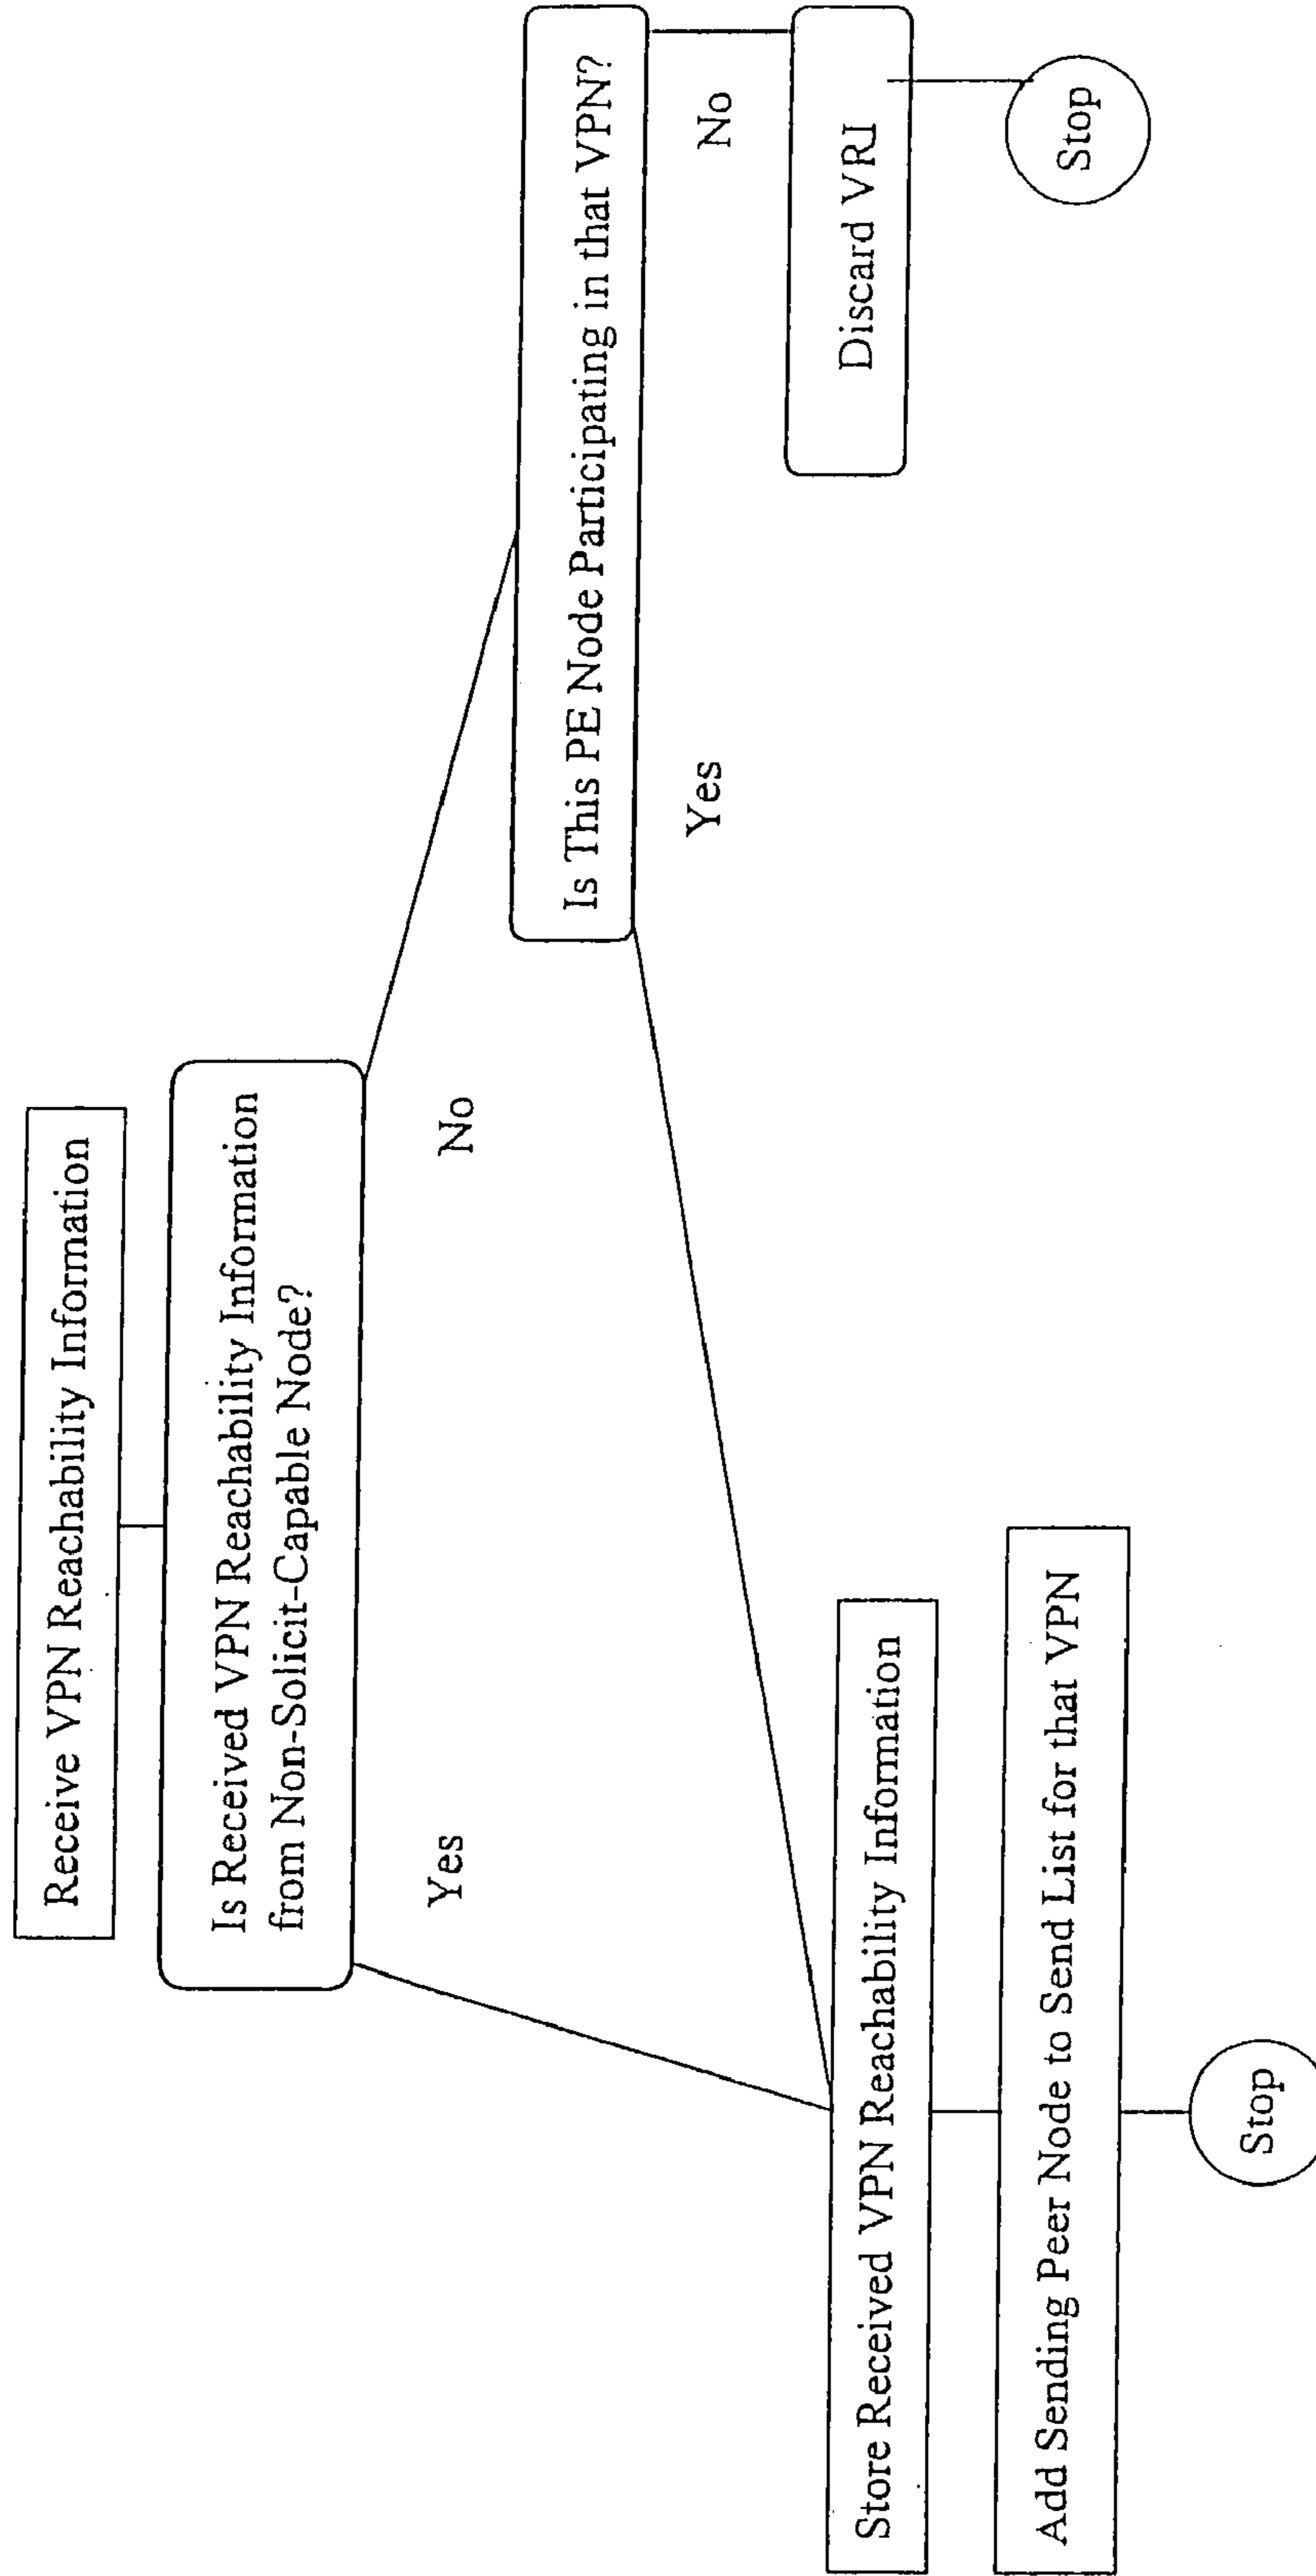 Receive VPN Reachability Information
Is Received VPN Reachability Information
from Non-Solicit-Capable Node?
Yes
No
Is This PE Node Participating in that VPN?
Yes
No
Discard VRI
Stop
Store Received VPN Reachability Information
Add Sending Peer Node to Send List for that VPN
Stop